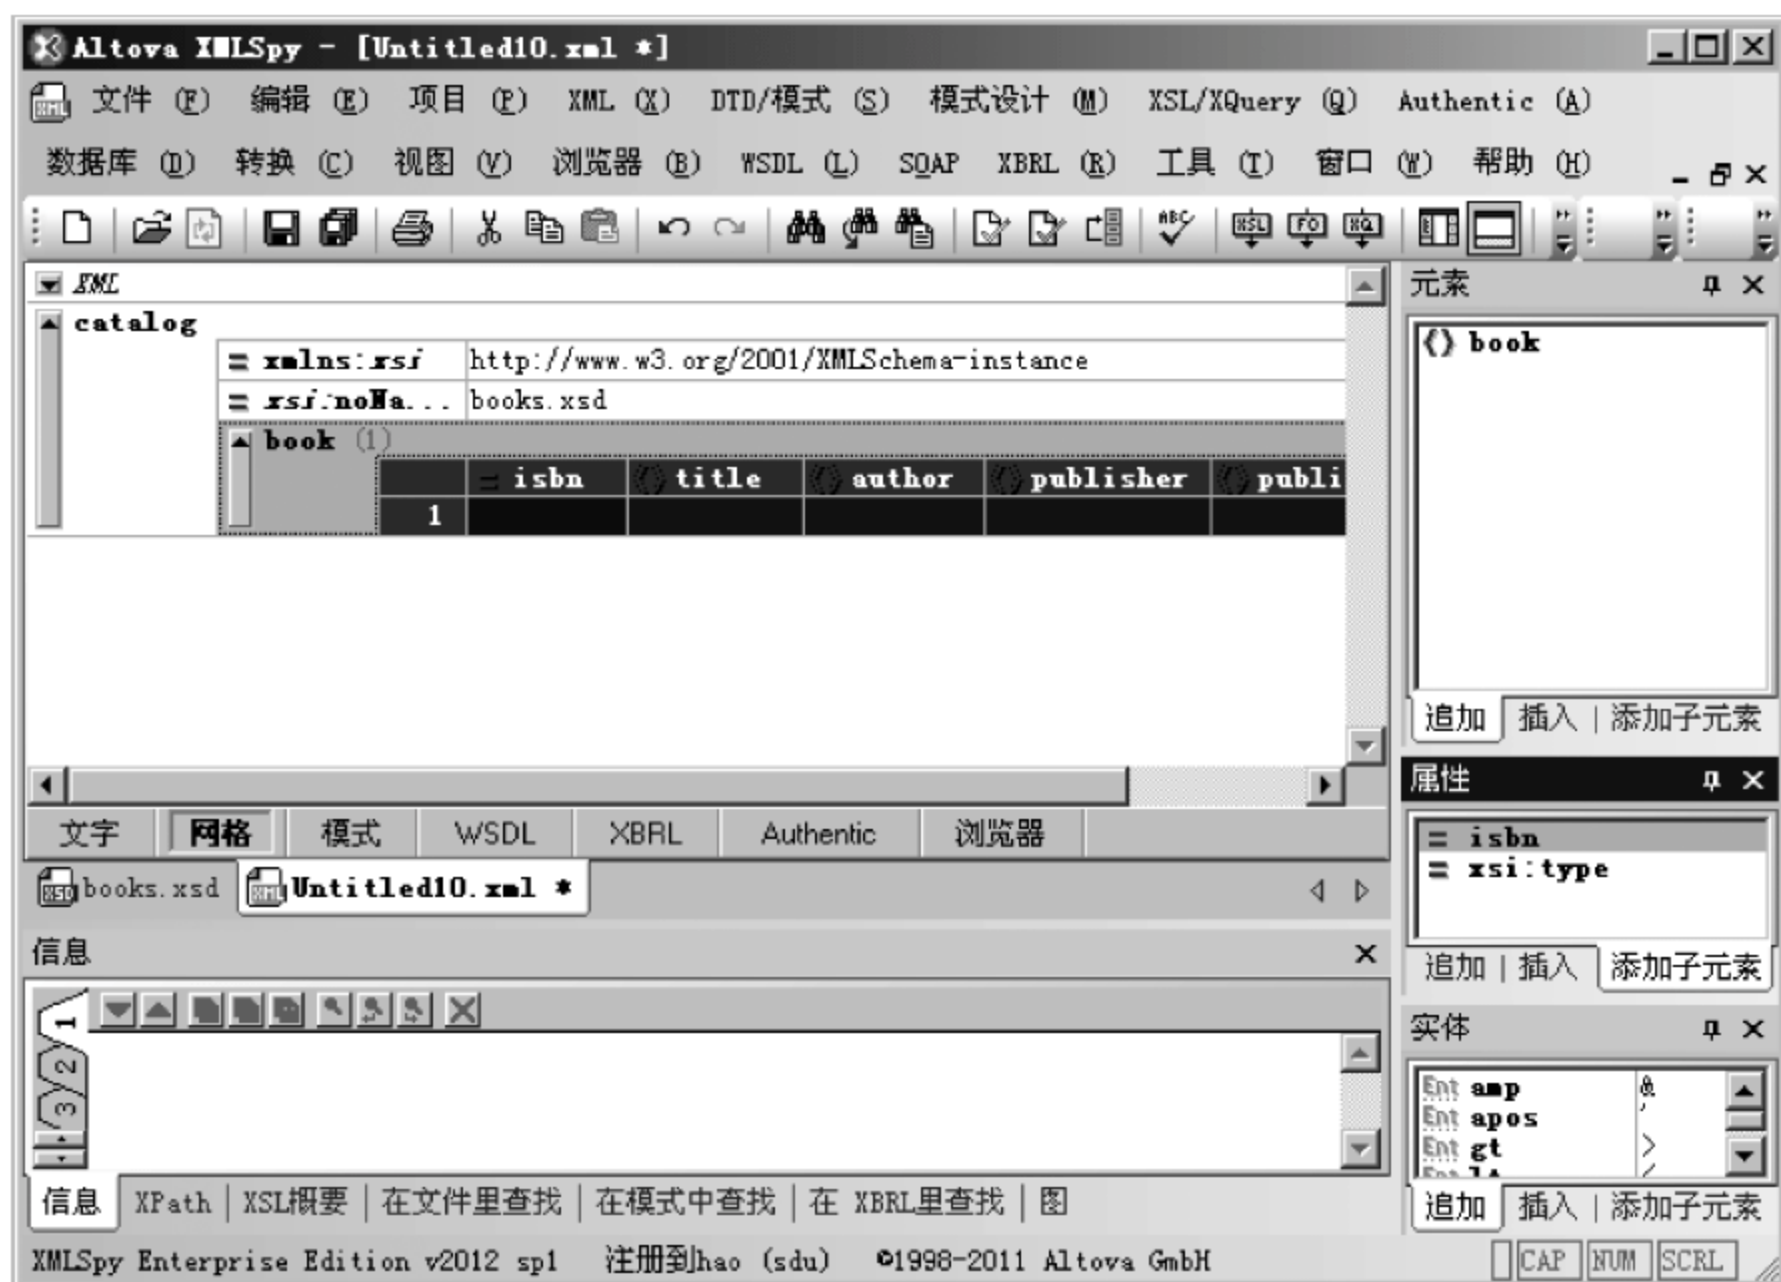 Altova XMLSpy - [Untitled10.xml *]
文件 (F) 编辑 (E) 项目 (P) XML (X) DTD/模式 (S) 模式设计 (M) XSL/XQuery (Q) Authentic (A)
数据库 (D) 转换 (C) 视图 (V) 浏览器 (B) WSDL (L) SOAP XBRL (R) 工具 (T) 窗口 (W) 帮助 (H)
ABC XSL FO XQ
XML
catalog
= xmlns:xsi http://www.w3.org/2001/XMLSchema-instance
= xsi:noNa... books.xsd
book (1)
= isbn () title () author () publisher () publi
1
文字 网格 模式 WSDL XBRL Authentic 浏览器
books.xsd Untitled10.xml *
信息
1
2
3
信息 XPath | XSL概要 | 在文件里查找 | 在模式中查找 | 在 XBRL里查找 | 图
元素
{} book
追加 插入 | 添加子元素
属性
= isbn
= xsi:type
追加 | 插入 添加子元素
实体
Ent amp &
Ent apos '
Ent gt >
Ent lt <
追加 插入 | 添加子元素
XMLSpy Enterprise Edition v2012 sp1 注册到hao (sdu) ©1998-2011 Altova GmbH CAP NUM SCRL